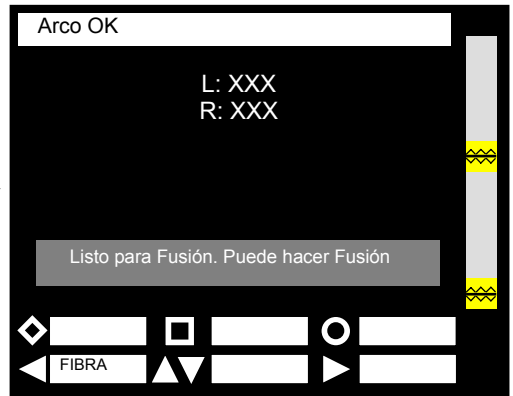 Arco OK
L: XXX
R: XXX
Listo para Fusión. Puede hacer Fusión
FIBRA